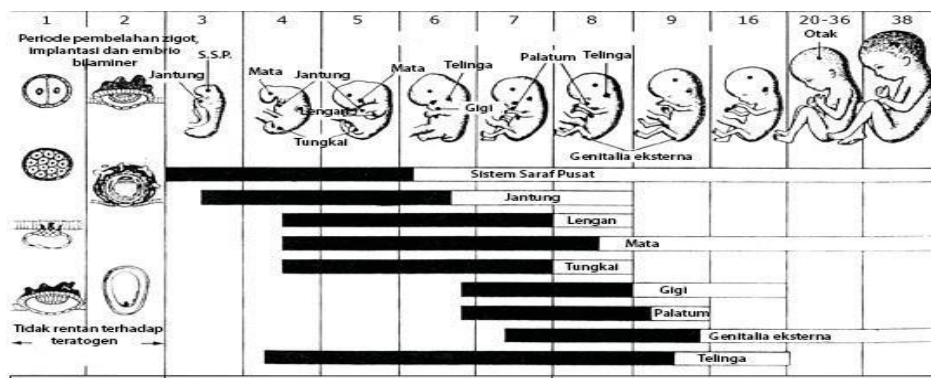 1 2 3 4 5 6 7 8 9 16 20-36 38
Periode pembelahan zigot,
implantasi dan embrio
bilaminer
S.S.P.
Jantung
Mata
Jantung
Lengan
Tungkai
Mata
Telinga
Gigi
Palatum
Telinga
Genitalia eksterna
Otak
Sistem Saraf Pusat
Jantung
Lengan
Mata
Tungkai
Gigi
Palatum
Genitalia eksterna
Telinga
Tidak rentan terhadap
teratogen